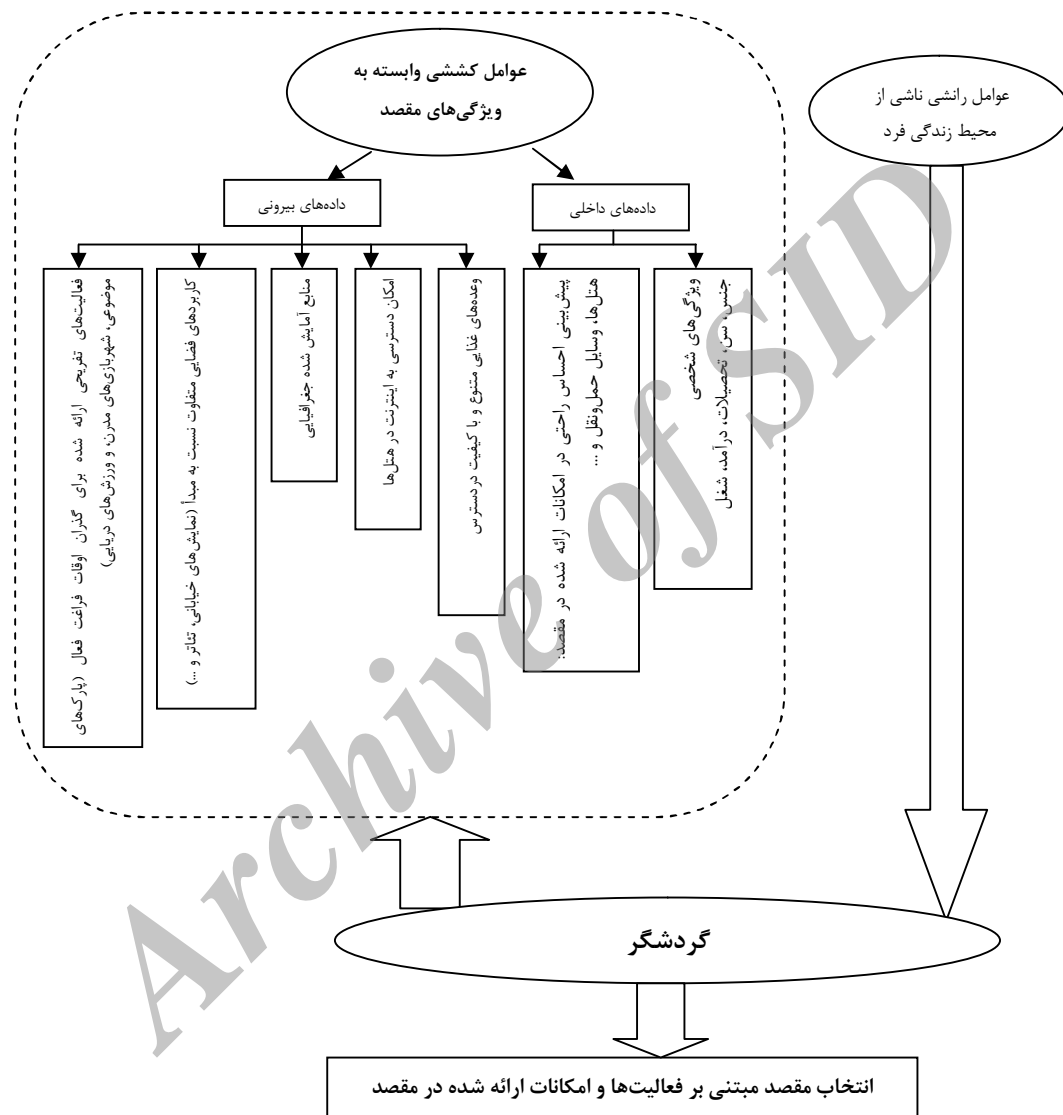 عوامل کششی وابسته به
ویژگی‌های مقصد
عوامل رانشی ناشی از
محیط زندگی فرد
داده‌های داخلی
داده‌های بیرونی
ویژگی‌های شخصی
جنس، سن، تحصیلات، درآمد، شغل
پیش‌بینی احساس راحتی در امکانات ارائه شده در مقصد:
هتل‌ها، وسایل حمل‌ونقل و ...
وعده‌های غذایی متنوع و با کیفیت دردسترس
امکان دسترسی به اینترنت در هتل‌ها
منابع آمایش شده جغرافیایی
کاربردهای فضایی متفاوت نسبت به مبدأ (نمایش‌های خیابانی، تئاتر و ...)
فعالیت‌های تفریحی ارائه شده برای گذران اوقات فراغت فعال (پارک‌های
موضوعی، شهربازی‌های مدرن، و ورزش‌های دریایی)
گردشگر
انتخاب مقصد مبتنی بر فعالیت‌ها و امکانات ارائه شده در مقصد
Archive of SID